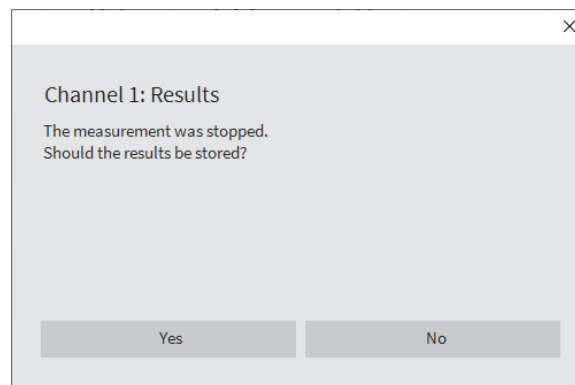 Channel 1: Results
The measurement was stopped.
Should the results be stored?
Yes
No